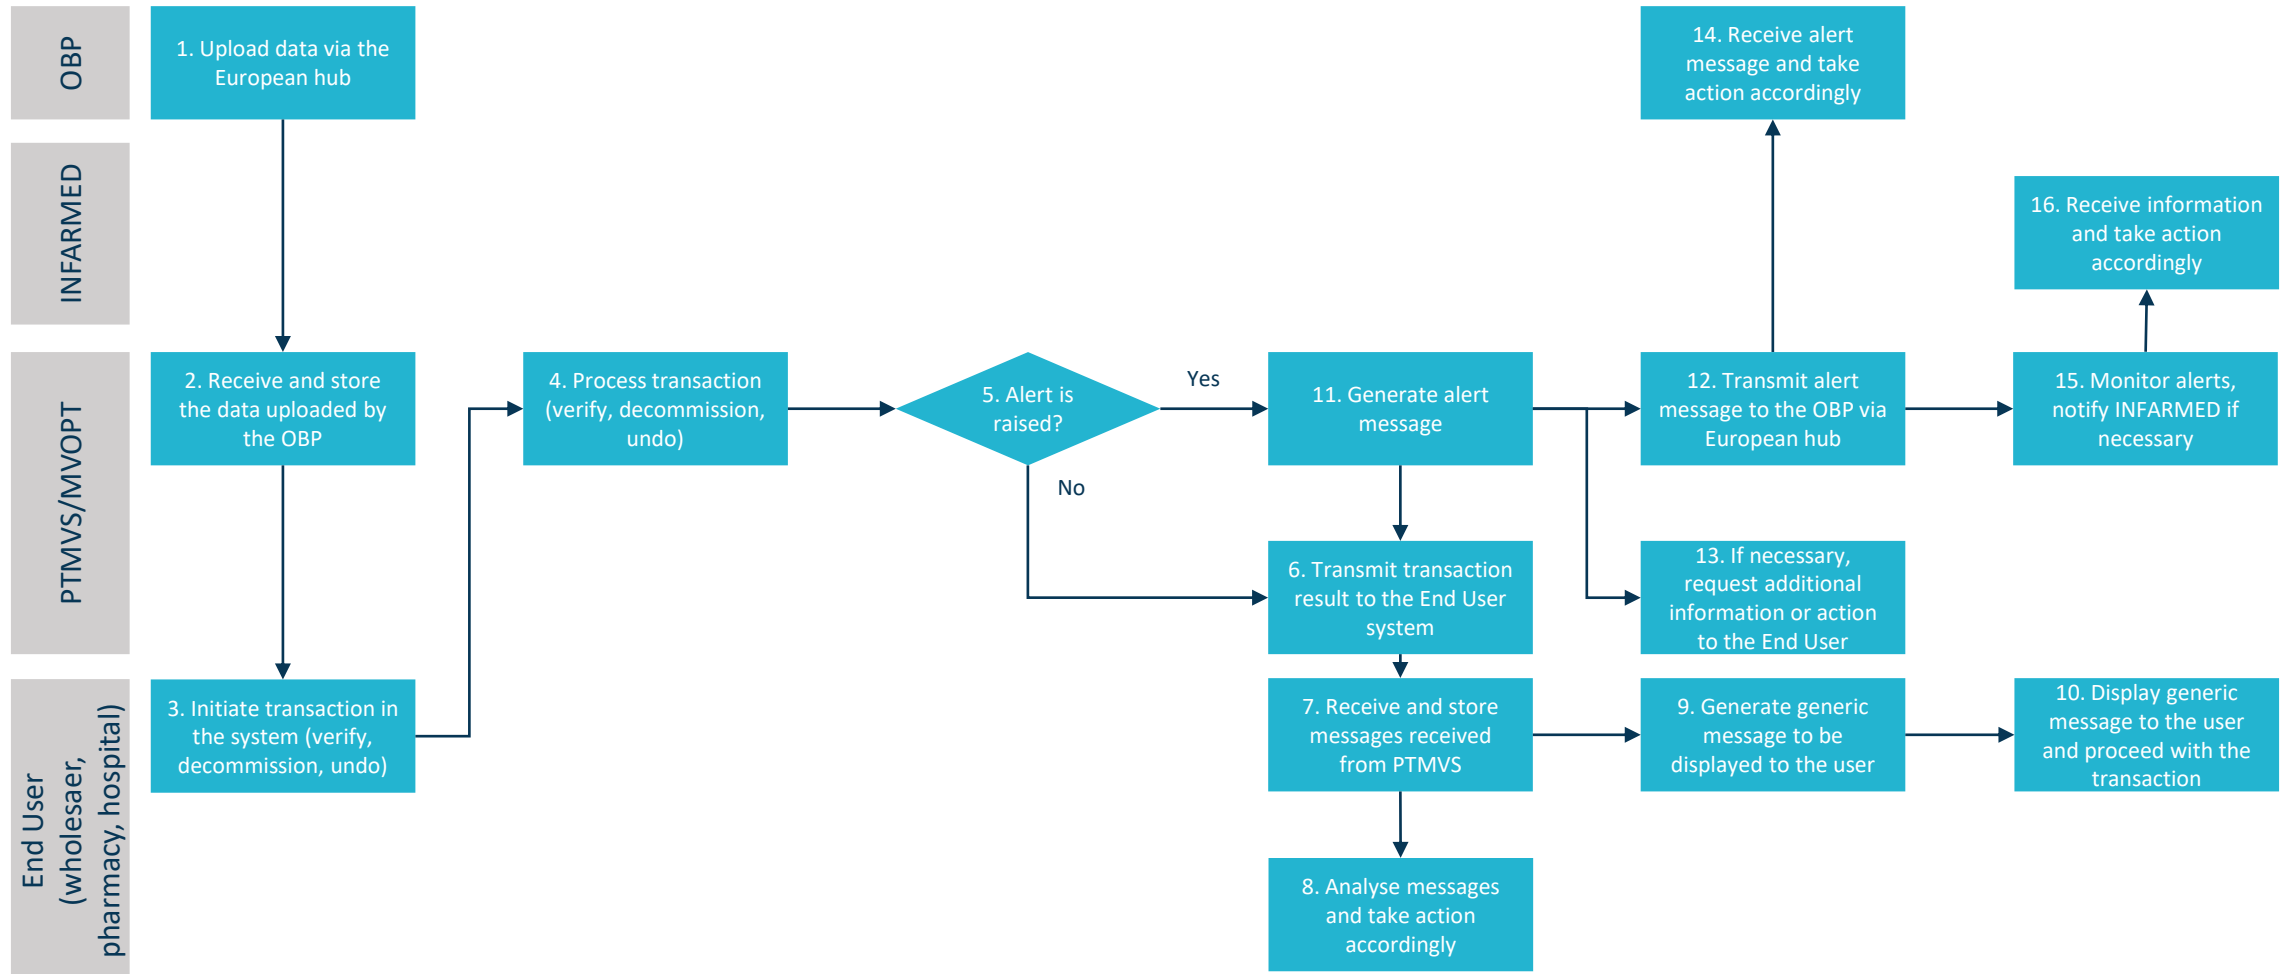 OBP
1. Upload data via the
European hub
14. Receive alert
message and take
action accordingly
INFARMED
16. Receive information
and take action
accordingly
PTMVS/MVOPT
2. Receive and store
the data uploaded by
the OBP
4. Process transaction
(verify, decommission,
undo)
5. Alert is
raised?
Yes
No
11. Generate alert
message
12. Transmit alert
message to the OBP via
European hub
15. Monitor alerts,
notify INFARMED if
necessary
6. Transmit transaction
result to the End User
system
13. If necessary,
request additional
information or action
to the End User
End User
(wholesaer,
pharmacy, hospital)
3. Initiate transaction in
the system (verify,
decommission, undo)
7. Receive and store
messages received
from PTMVS
9. Generate generic
message to be
displayed to the user
10. Display generic
message to the user
and proceed with the
transaction
8. Analyse messages
and take action
accordingly